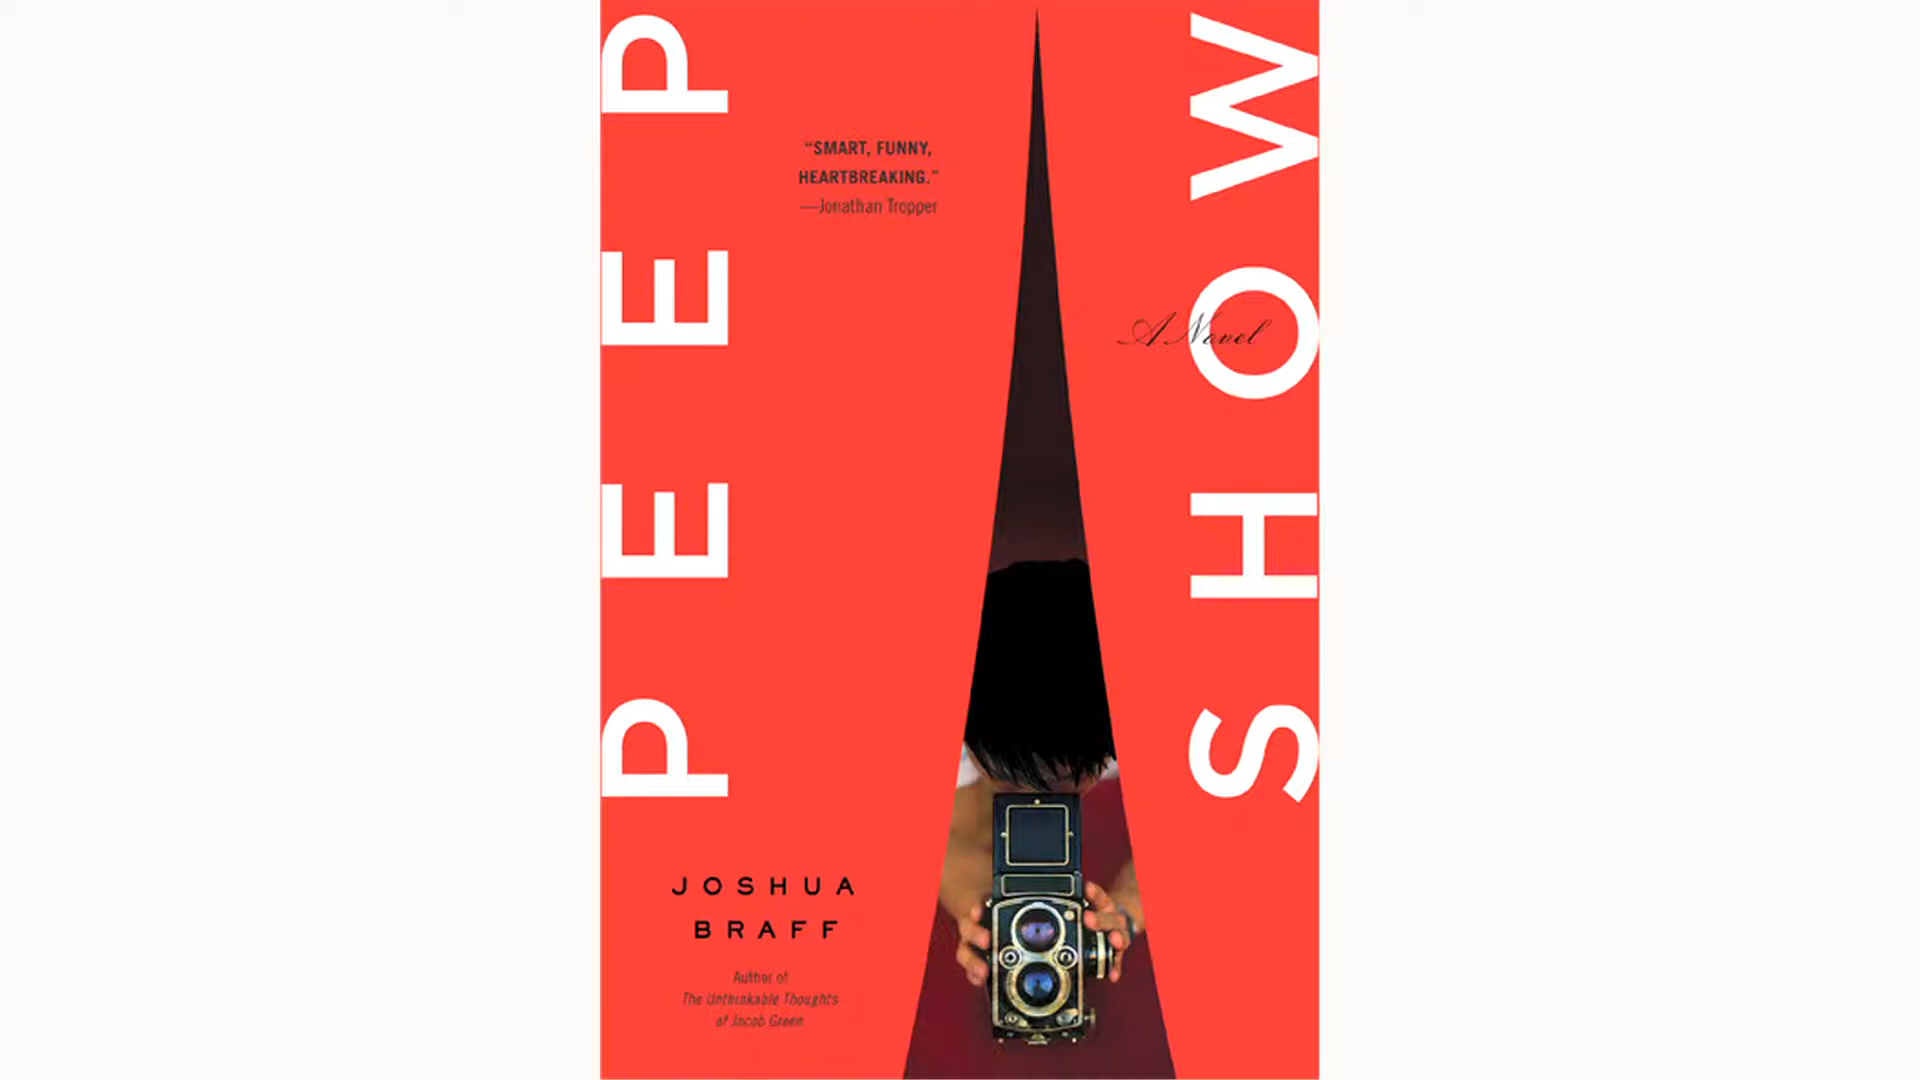 PEEP
SHOW
“SMART, FUNNY,
HEARTBREAKING.”
—Jonathan Tropper
A Novel
JOSHUA
BRAFF
Author of
The Unthinkable Thoughts
of Jacob Green